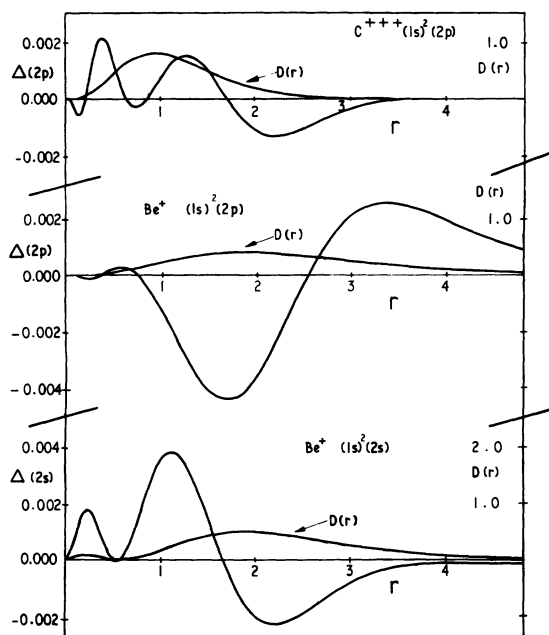 C+++(1s)²(2p)
0.002
1.0
Δ(2p)
D(r)
D(r)
0.000
1
2
3
4
r
-0.002
Be+ (1s)²(2p)
D(r)
0.002
1.0
Δ(2p)
D(r)
0.000
1
2
3
4
r
-0.002
-0.004
0.004
Be+ (1s)²(2s)
2.0
Δ(2s)
D(r)
0.002
1.0
D(r)
0.000
1
2
3
4
r
-0.002